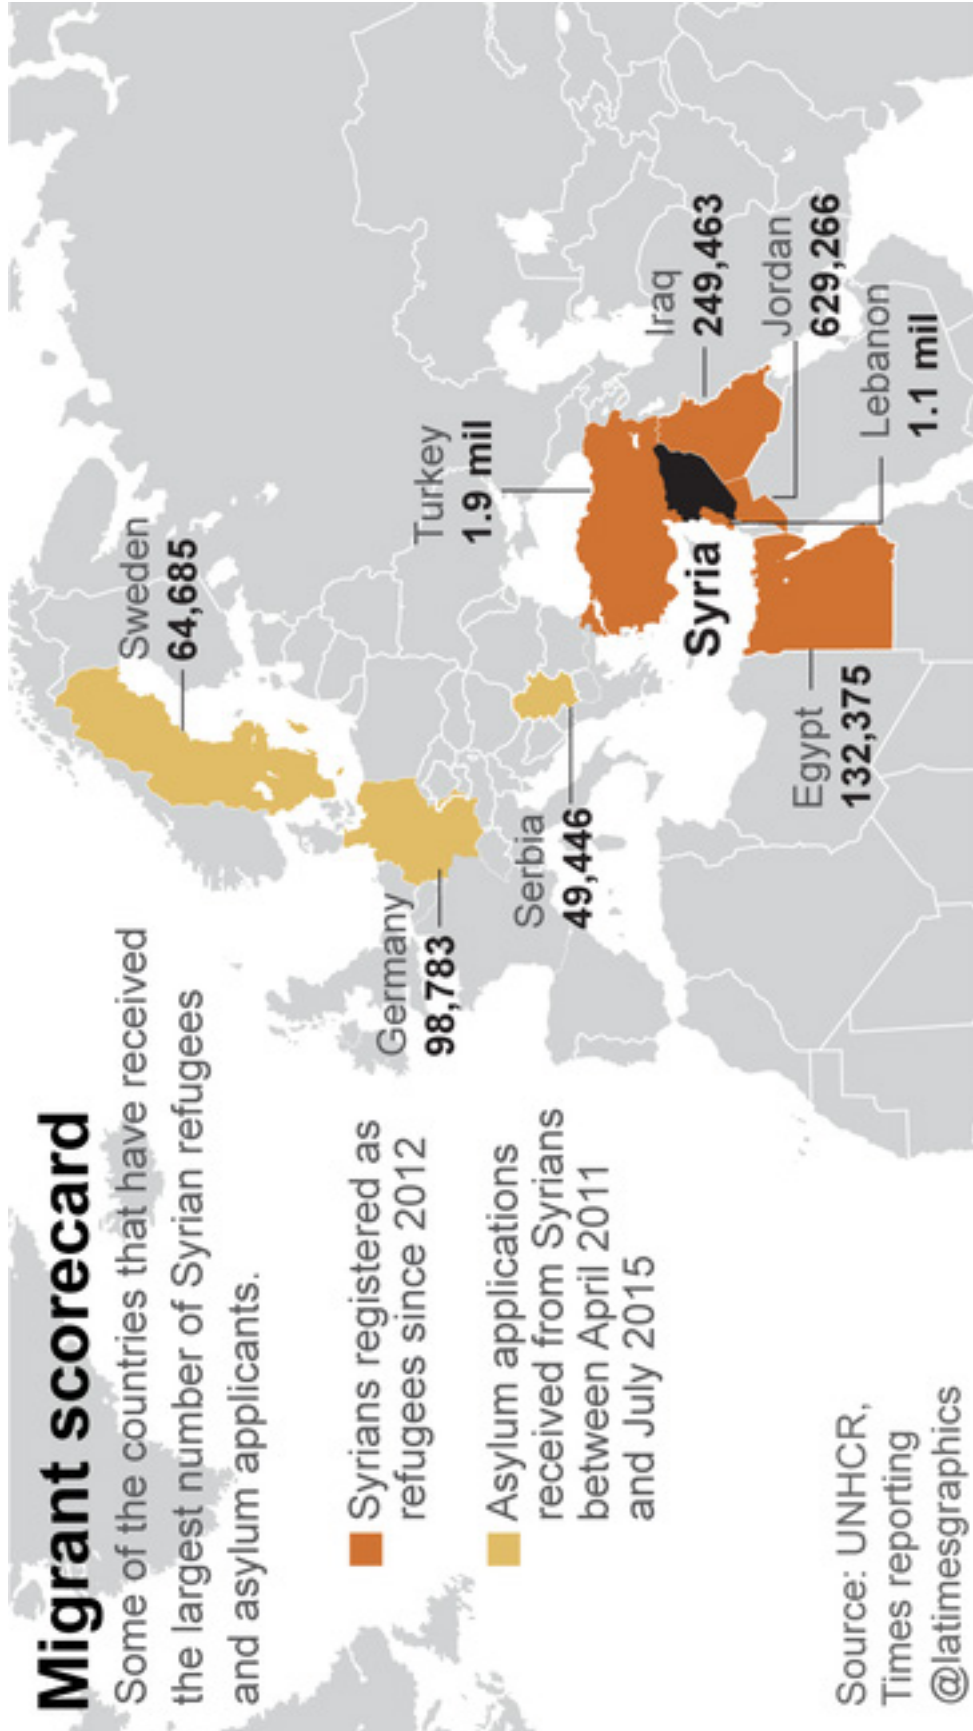 Migrant scorecard
Some of the countries that have received
the largest number of Syrian refugees
and asylum applicants.
Syrians registered as
refugees since 2012
Asylum applications
received from Syrians
between April 2011
and July 2015
Source: UNHCR,
Times reporting
@latimesgraphics
Sweden
64,685
Germany
98,783
Serbia
49,446
Turkey
1.9 mil
Syria
Iraq
249,463
Jordan
629,266
Lebanon
1.1 mil
Egypt
132,375